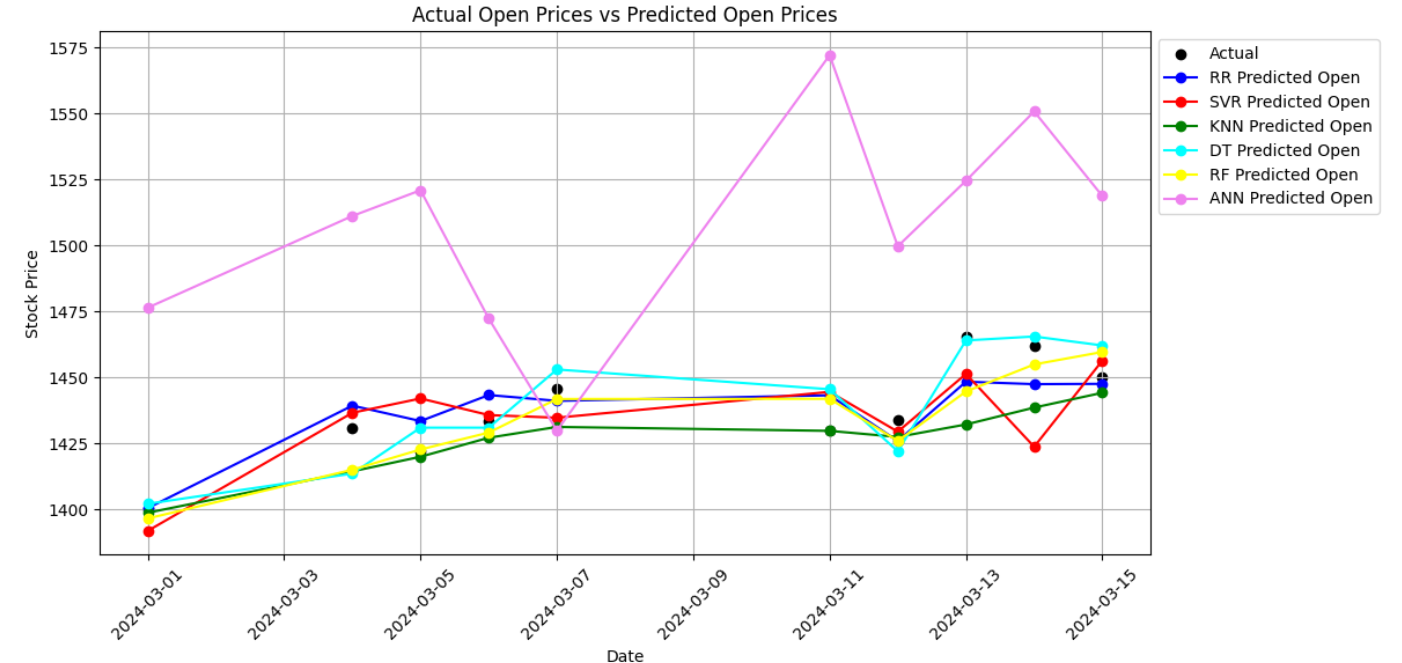 Actual Open Prices vs Predicted Open Prices
Stock Price
1575
1550
1525
1500
1475
1450
1425
1400
2024-03-01
2024-03-03
2024-03-05
2024-03-07
2024-03-09
2024-03-11
2024-03-13
2024-03-15
Date
Actual
RR Predicted Open
SVR Predicted Open
KNN Predicted Open
DT Predicted Open
RF Predicted Open
ANN Predicted Open